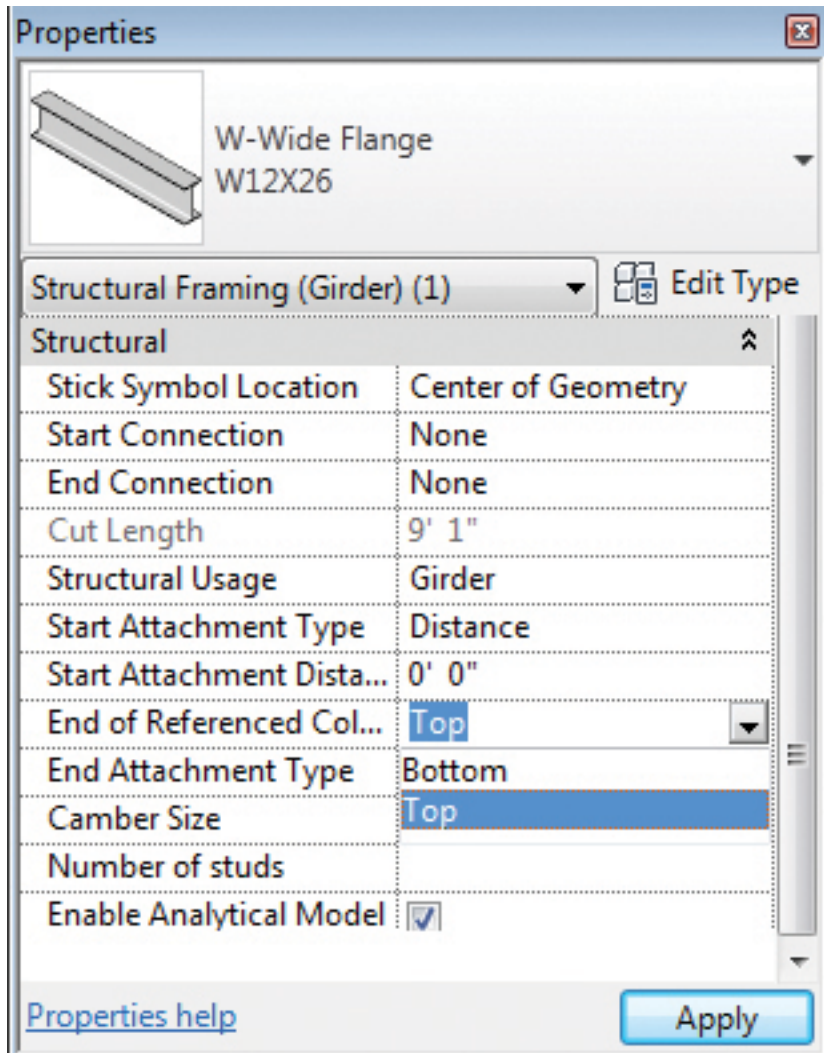 Properties
W-Wide Flange
W12X26
Structural Framing (Girder) (1) Edit Type
Structural
Stick Symbol Location Center of Geometry
Start Connection None
End Connection None
Cut Length 9' 1"
Structural Usage Girder
Start Attachment Type Distance
Start Attachment Dista... 0' 0"
End of Referenced Col... Top
End Attachment Type Bottom
Camber Size Top
Number of studs
Enable Analytical Model
Properties help Apply